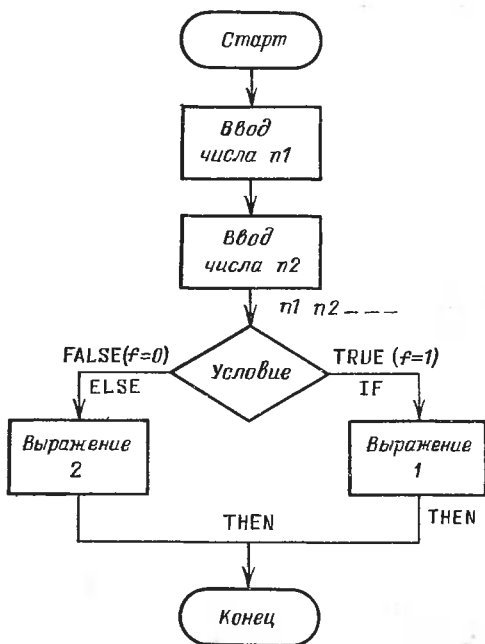 Старт
Ввод
числа n1
Ввод
числа n2
n1 n2 – – –
FALSE(f=0)
ELSE
Условие
TRUE (f=1)
IF
Выражение
2
Выражение
1
THEN
THEN
Конец